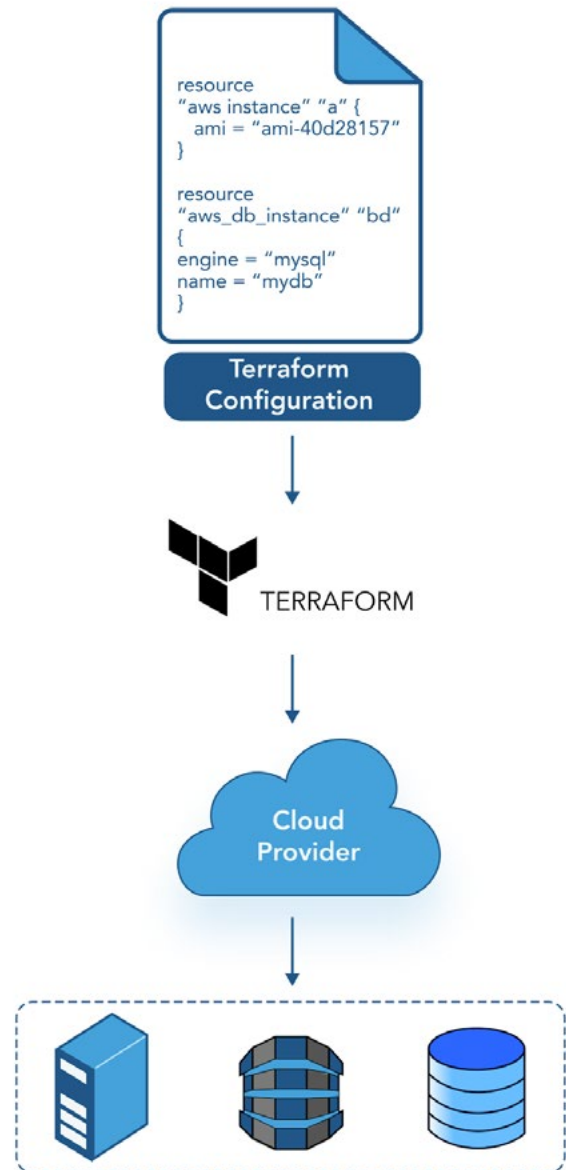 resource
“aws instance” “a” {
ami = “ami-40d28157”
}
resource
“aws_db_instance” “bd”
{
engine = “mysql”
name = “mydb”
}
Terraform
Configuration
TERRAFORM
Cloud
Provider